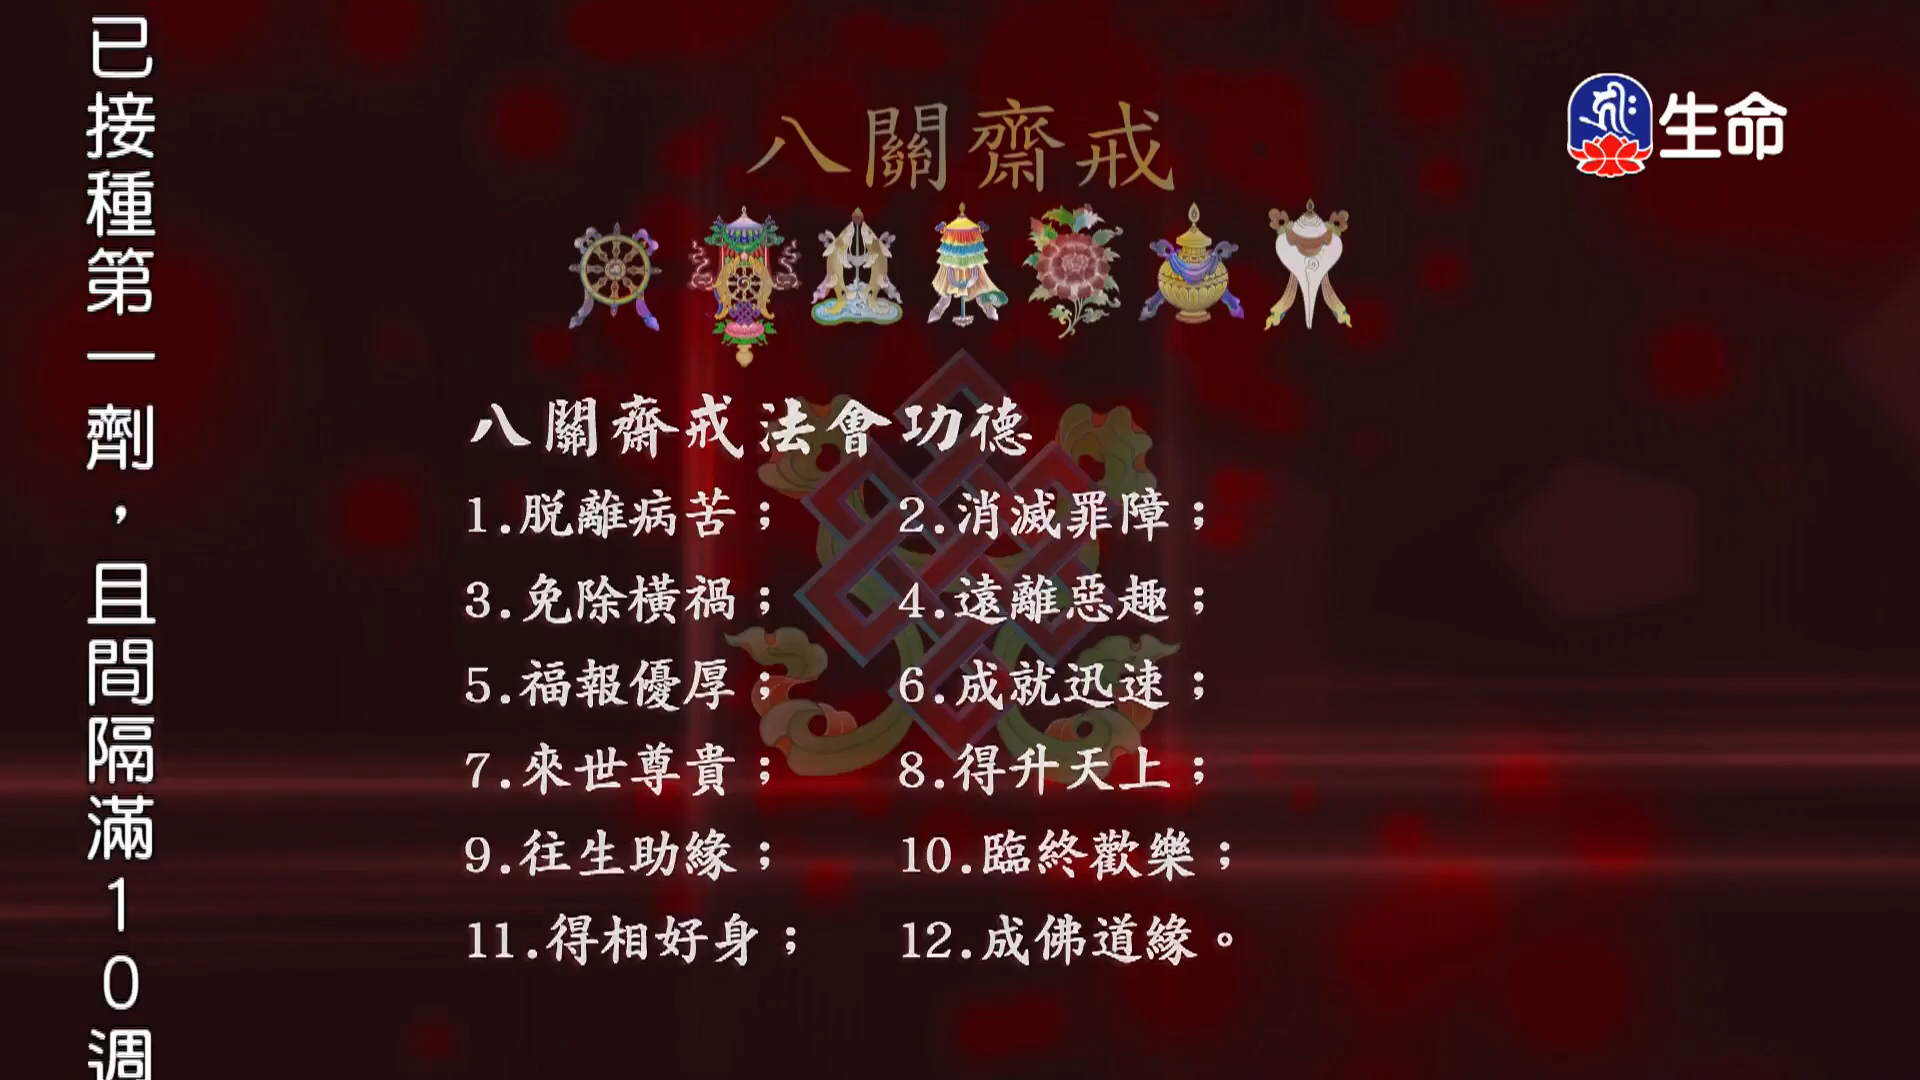 已接種第一劑，且間隔滿10週
生命
八關齋戒
八關齋戒法會功德
1.脫離病苦； 2.消滅罪障；
3.免除橫禍； 4.遠離惡趣；
5.福報優厚； 6.成就迅速；
7.來世尊貴； 8.得升天上；
9.往生助緣； 10.臨終歡樂；
11.得相好身； 12.成佛道緣。